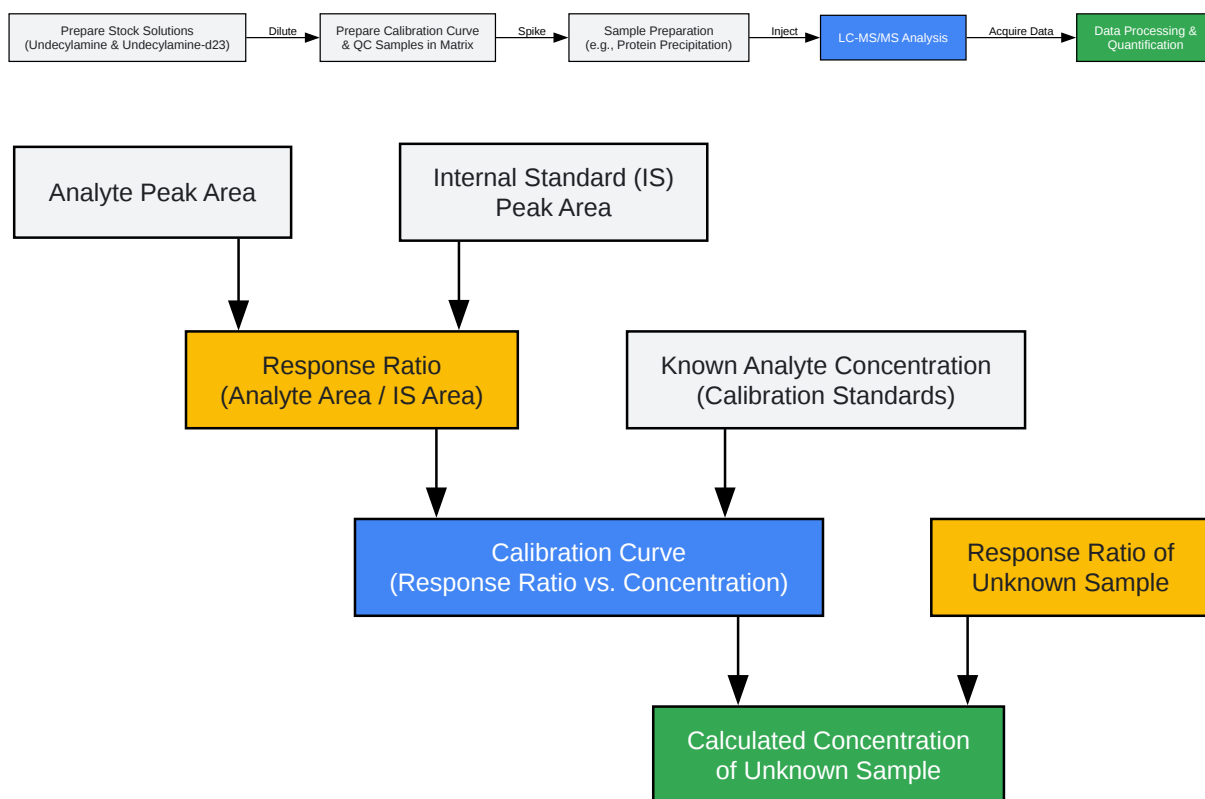 Prepare Stock Solutions
(Undecylamine & Undecylamine-d23)
Dilute
Prepare Calibration Curve
& QC Samples in Matrix
Spike
Sample Preparation
(e.g., Protein Precipitation)
Inject
LC-MS/MS Analysis
Acquire Data
Data Processing &
Quantification
Analyte Peak Area
Internal Standard (IS)
Peak Area
Response Ratio
(Analyte Area / IS Area)
Known Analyte Concentration
(Calibration Standards)
Calibration Curve
(Response Ratio vs. Concentration)
Response Ratio of
Unknown Sample
Calculated Concentration
of Unknown Sample